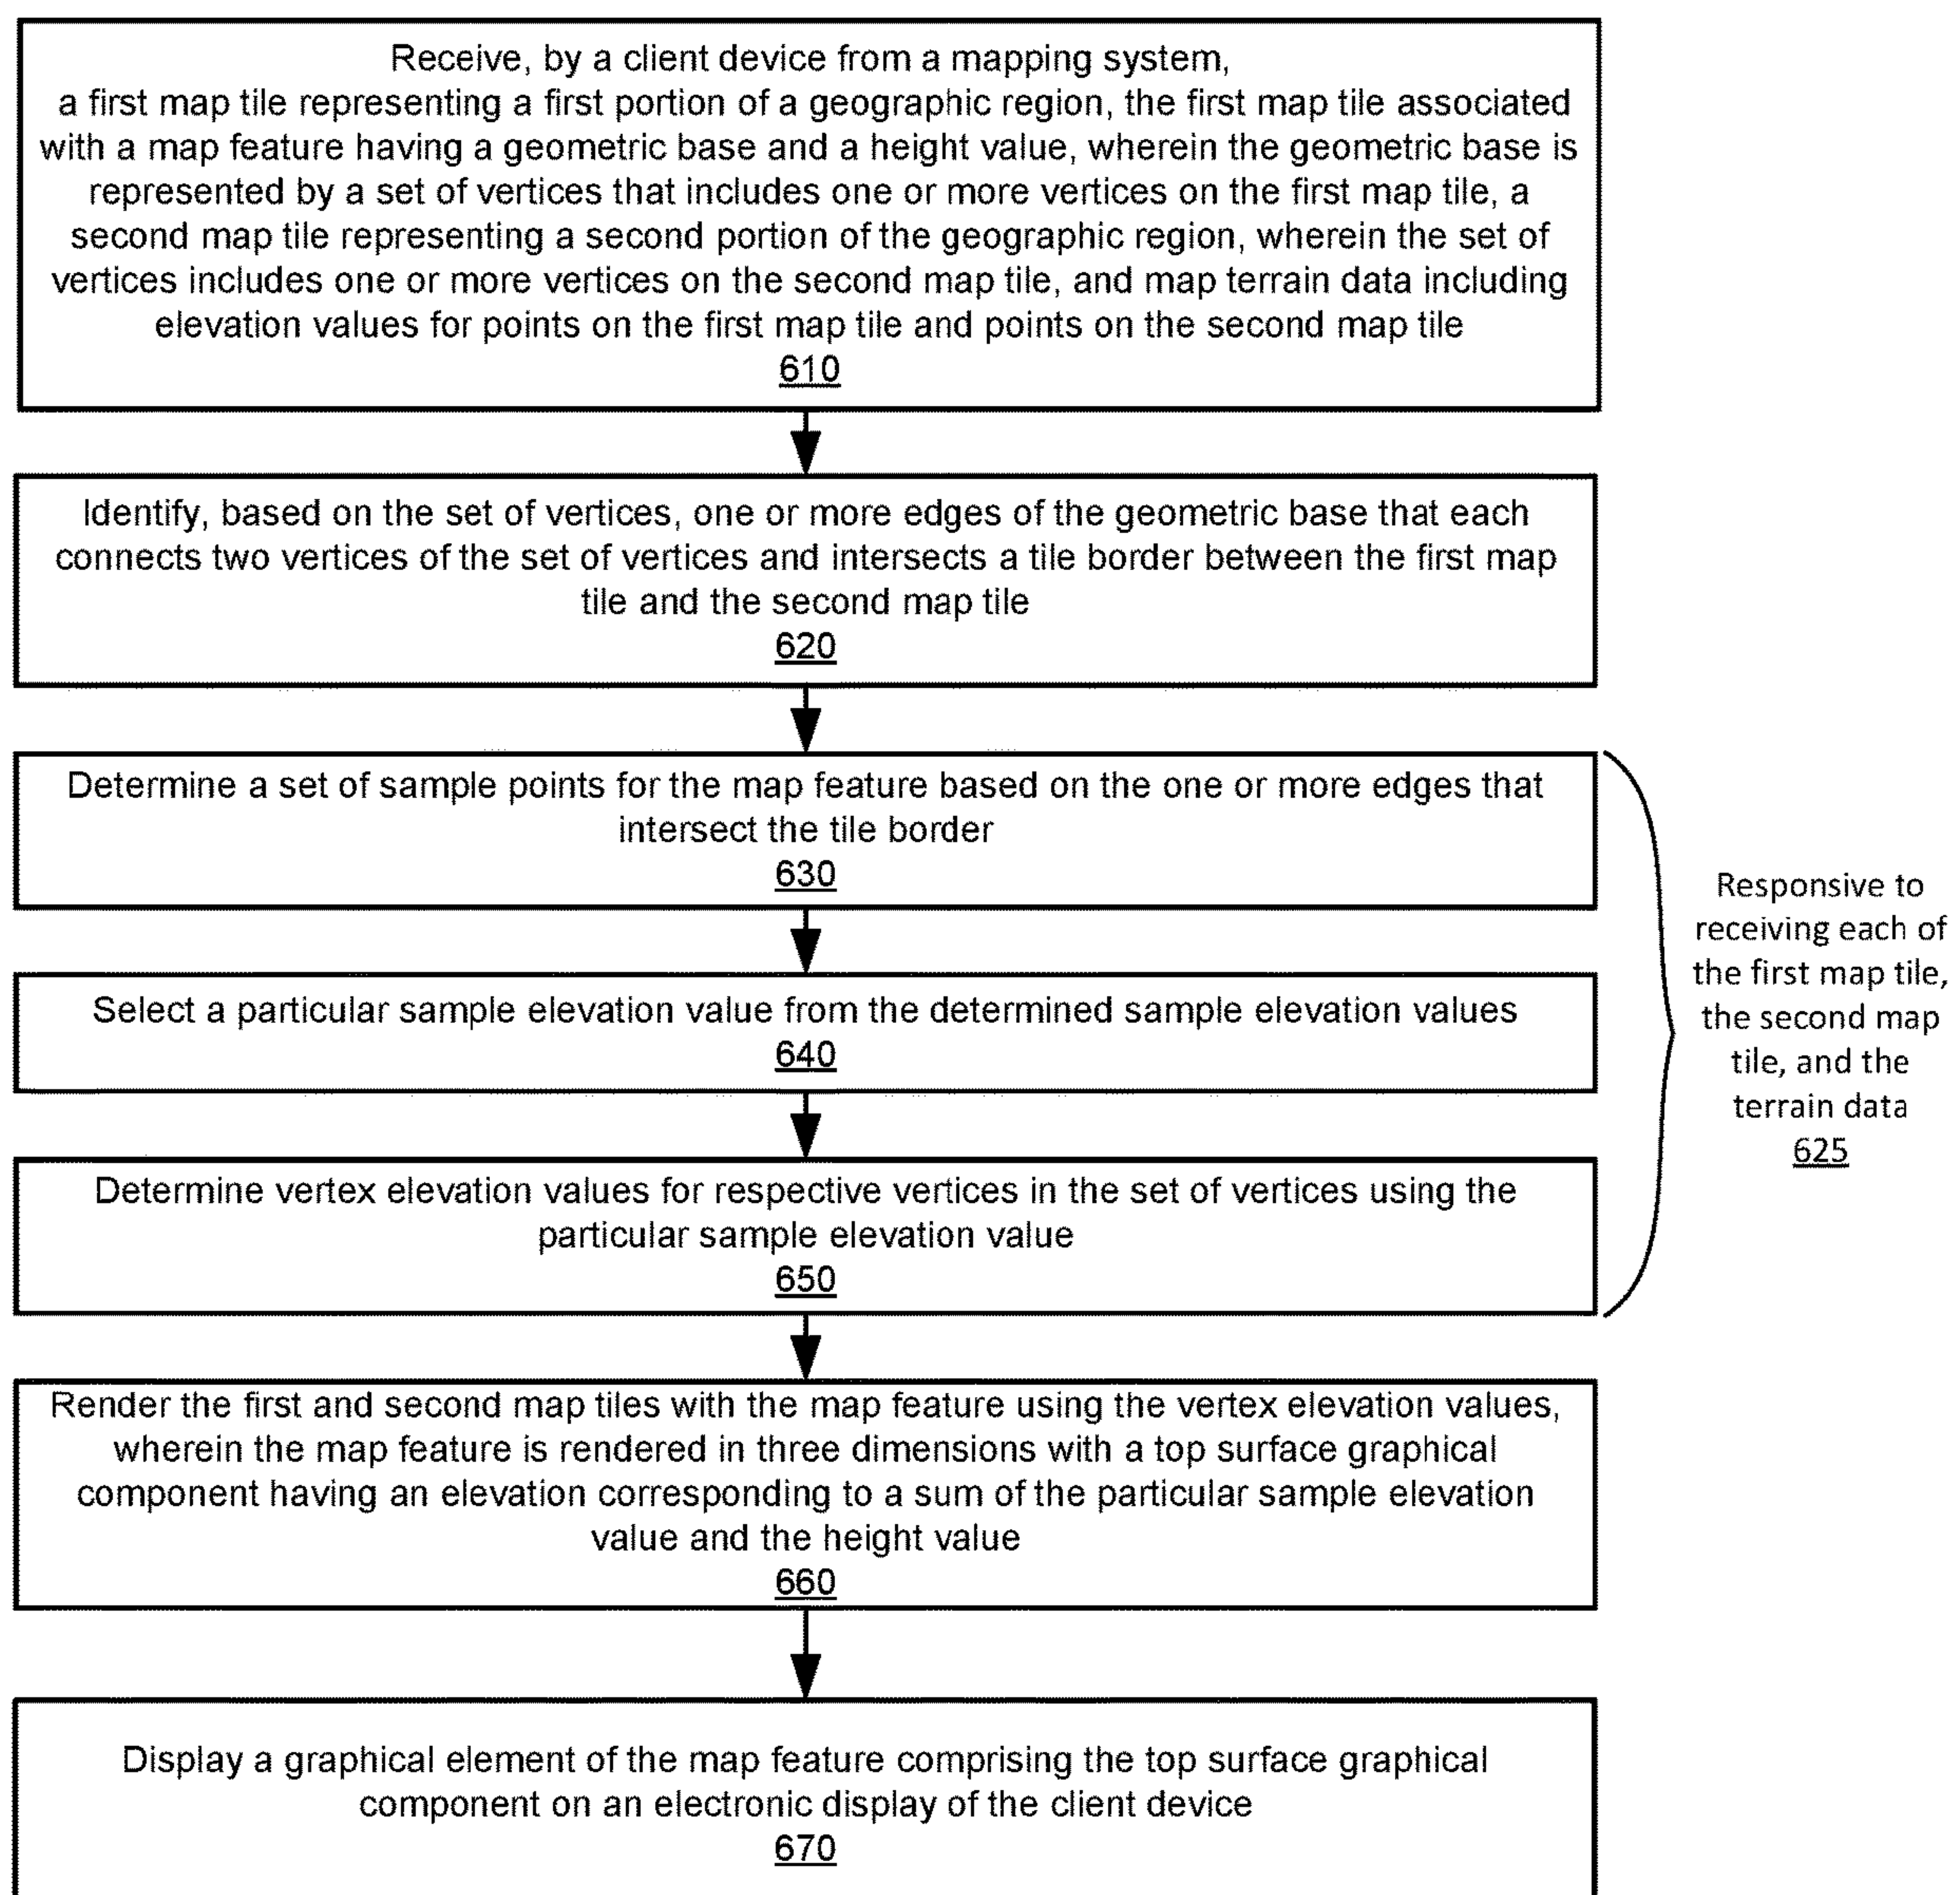 Receive, by a client device from a mapping system,
a first map tile representing a first portion of a geographic region, the first map tile associated
with a map feature having a geometric base and a height value, wherein the geometric base is
represented by a set of vertices that includes one or more vertices on the first map tile, a
second map tile representing a second portion of the geographic region, wherein the set of
vertices includes one or more vertices on the second map tile, and map terrain data including
elevation values for points on the first map tile and points on the second map tile
610
Identify, based on the set of vertices, one or more edges of the geometric base that each
connects two vertices of the set of vertices and intersects a tile border between the first map
tile and the second map tile
620
Determine a set of sample points for the map feature based on the one or more edges that
intersect the tile border
630
Select a particular sample elevation value from the determined sample elevation values
640
Determine vertex elevation values for respective vertices in the set of vertices using the
particular sample elevation value
650
Responsive to
receiving each of
the first map tile,
the second map
tile, and the
terrain data
625
Render the first and second map tiles with the map feature using the vertex elevation values,
wherein the map feature is rendered in three dimensions with a top surface graphical
component having an elevation corresponding to a sum of the particular sample elevation
value and the height value
660
Display a graphical element of the map feature comprising the top surface graphical
component on an electronic display of the client device
670